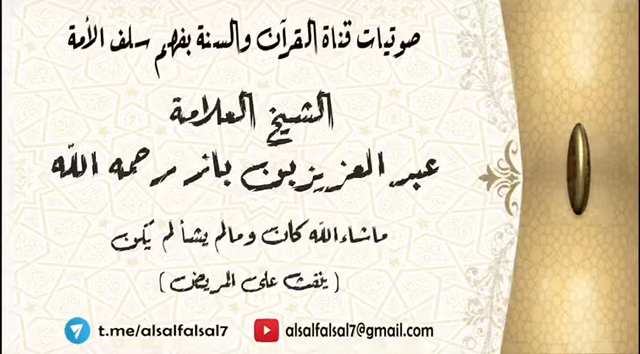 صوتيات قناة القرآن والسنة بفهم سلف الأمة
الشيخ العلامة
عبد العزيز بن باز رحمه الله
ماشاء الله كان ومالم يشأ لم يكن
( ينفث على المريض )
t.me/alsalfalsal7 alsalfalsal7@gmail.com